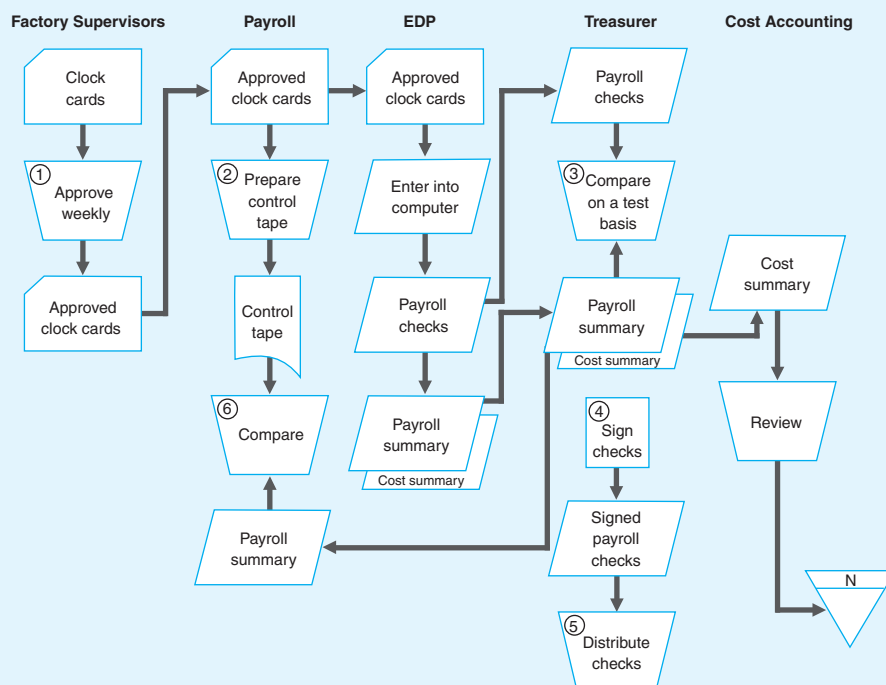 Factory Supervisors
Payroll
EDP
Treasurer
Cost Accounting
Clock
cards
1
Approve
weekly
Approved
clock cards
Approved
clock cards
2
Prepare
control
tape
Control
tape
6
Compare
Payroll
summary
Approved
clock cards
Enter into
computer
Payroll
checks
Payroll
summary
Cost summary
Payroll
checks
3
Compare
on a test
basis
Payroll
summary
Cost summary
4
Sign
checks
Signed
payroll
checks
5
Distribute
checks
Cost
summary
Review
N